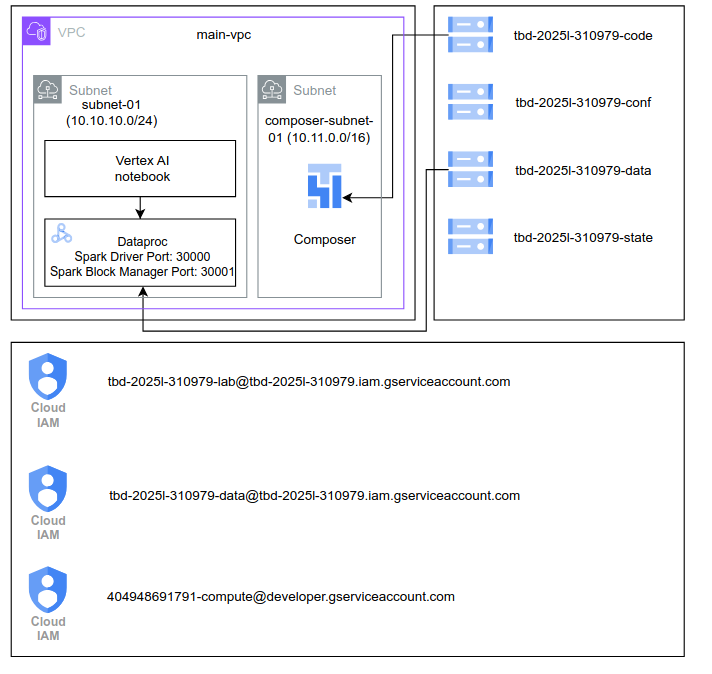 VPC
main-vpc
Subnet
subnet-01
(10.10.10.0/24)
Vertex AI
notebook
Dataproc
Spark Driver Port: 30000
Spark Block Manager Port: 30001
Subnet
composer-subnet-
01 (10.11.0.0/16)
Composer
tbd-2025l-310979-code
tbd-2025l-310979-conf
tbd-2025l-310979-data
tbd-2025l-310979-state
Cloud
IAM
tbd-2025l-310979-lab@tbd-2025l-310979.iam.gserviceaccount.com
Cloud
IAM
tbd-2025l-310979-data@tbd-2025l-310979.iam.gserviceaccount.com
Cloud
IAM
404948691791-compute@developer.gserviceaccount.com